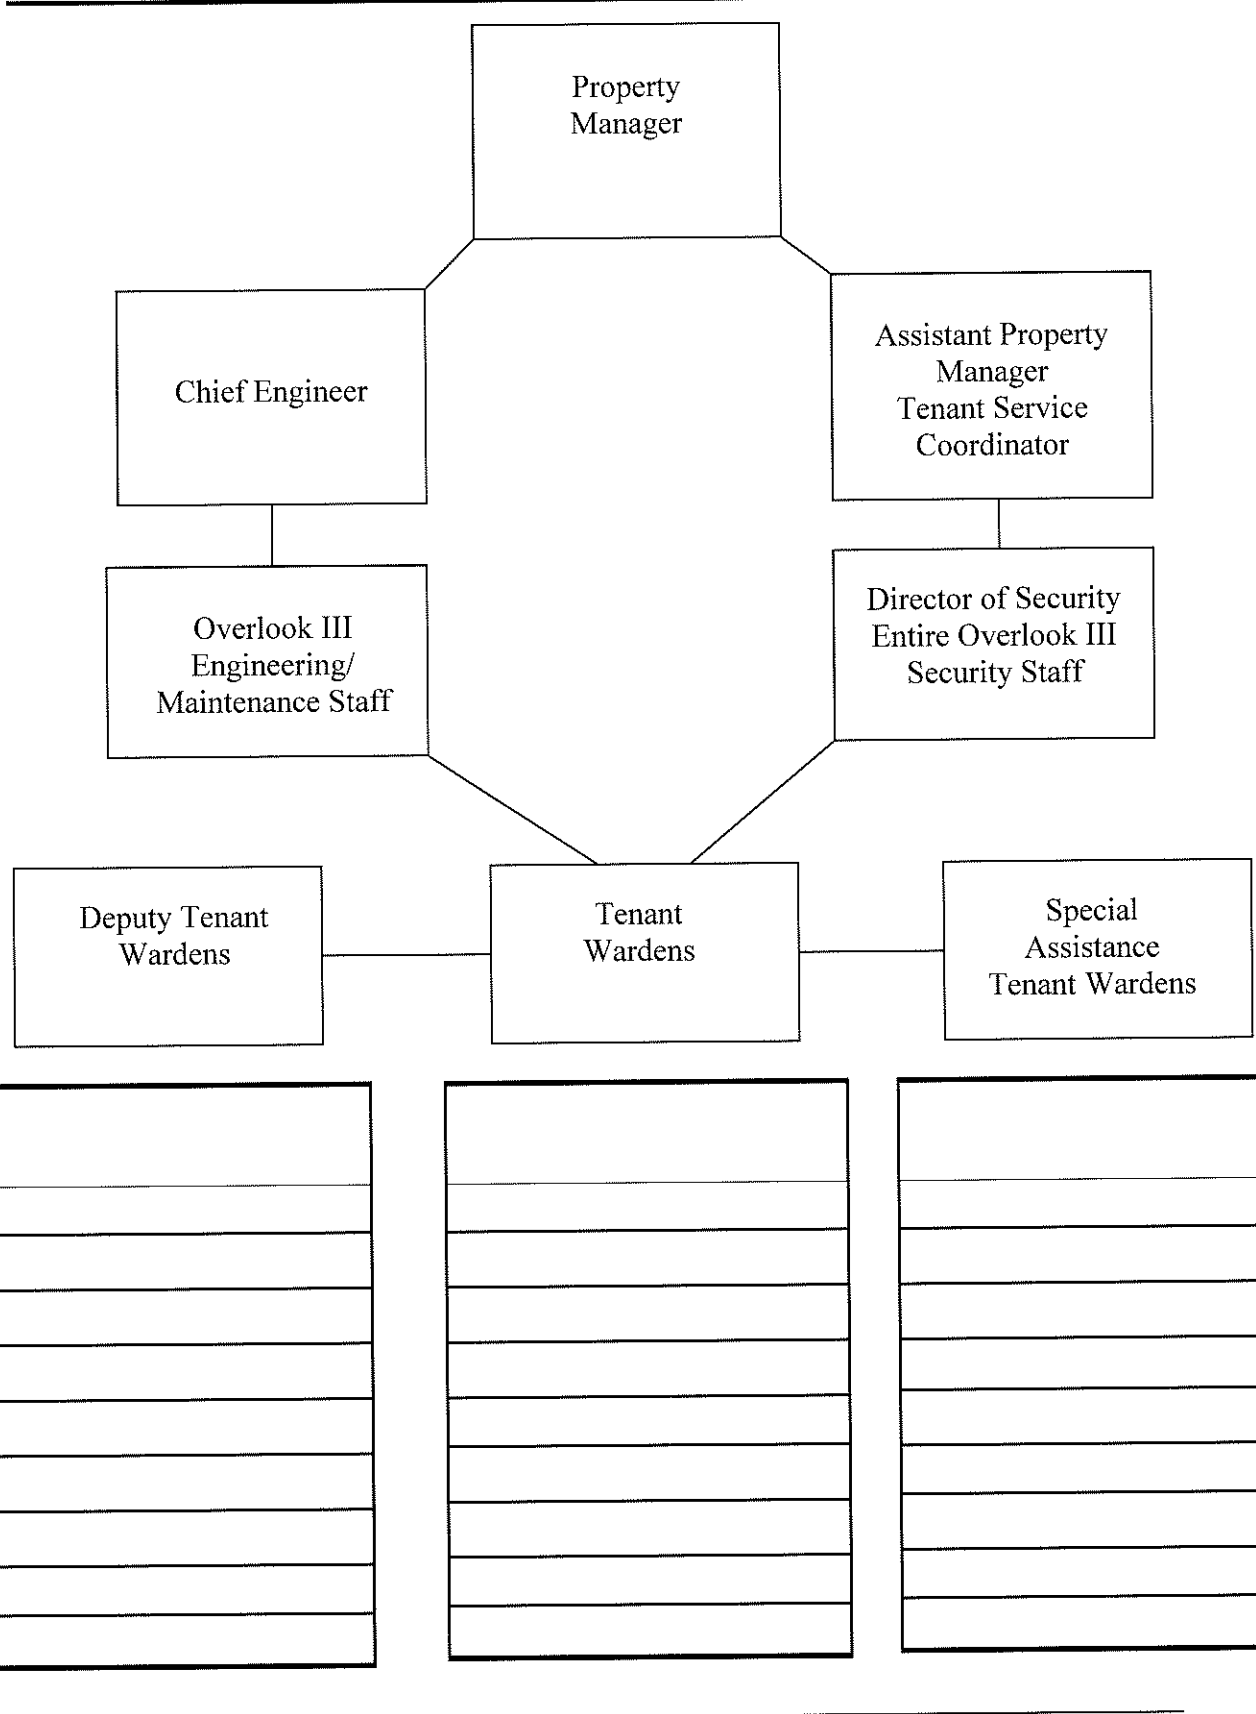 Property
Manager
Chief Engineer
Assistant Property
Manager
Tenant Service
Coordinator
Overlook III
Engineering/
Maintenance Staff
Director of Security
Entire Overlook III
Security Staff
Deputy Tenant
Wardens
Tenant
Wardens
Special
Assistance
Tenant Wardens